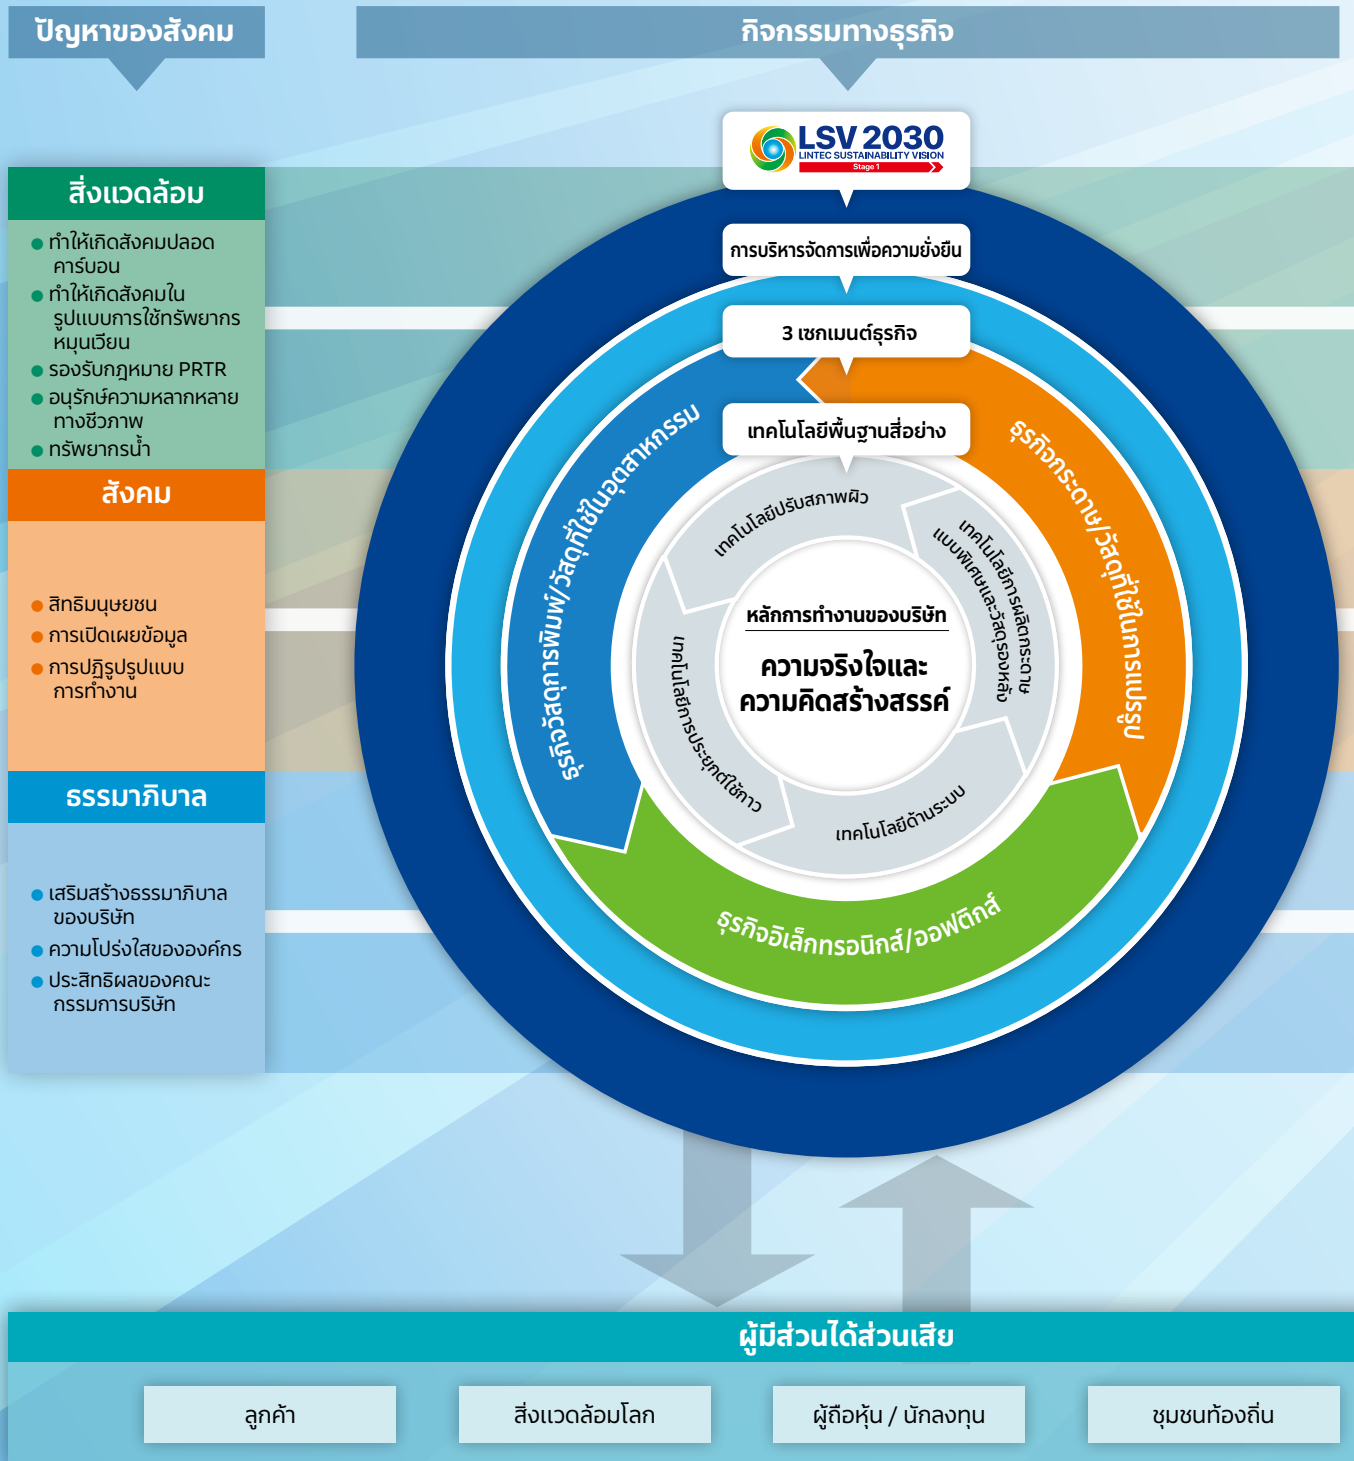 ปัญหาของสังคม
กิจกรรมทางธุรกิจ
LSV 2030
LINTEC SUSTAINABILITY VISION
Stage 1
สิ่งแวดล้อม
● ทำให้เกิดสังคมปลอด
คาร์บอน
● ทำให้เกิดสังคมใน
รูปแบบการใช้ทรัพยากร
หมุนเวียน
● รองรับกฎหมาย PRTR
● อนุรักษ์ความหลากหลาย
ทางชีวภาพ
● ทรัพยากรน้ำ
สังคม
● สิทธิมนุษยชน
● การเปิดเผยข้อมูล
● การปฏิรูปรูปแบบ
การทำงาน
ธรรมาภิบาล
● เสริมสร้างธรรมาภิบาล
ของบริษัท
● ความโปร่งใสขององค์กร
● ประสิทธิผลของคณะ
กรรมการบริษัท
การบริหารจัดการเพื่อความยั่งยืน
3 เซกเมนต์ธุรกิจ
เทคโนโลยีพื้นฐานสี่อย่าง
ธุรกิจวัสดุการพิมพ์/วัสดุที่ใช้ในอุตสาหกรรม
ธุรกิจกระดาษ/วัสดุที่ใช้ในการแปรรูป
ธุรกิจอิเล็กทรอนิกส์/ออฟติกส์
เทคโนโลยีปรับสภาพผิว
เทคโนโลยีการผลิตกระดาษ
แบบพิเศษและวัสดุรองหลัง
เทคโนโลยีการประยุกต์ใช้กาว
เทคโนโลยีด้านระบบ
หลักการทำงานของบริษัท
ความจริงใจและ
ความคิดสร้างสรรค์
ผู้มีส่วนได้ส่วนเสีย
ลูกค้า
สิ่งแวดล้อมโลก
ผู้ถือหุ้น / นักลงทุน
ชุมชนท้องถิ่น